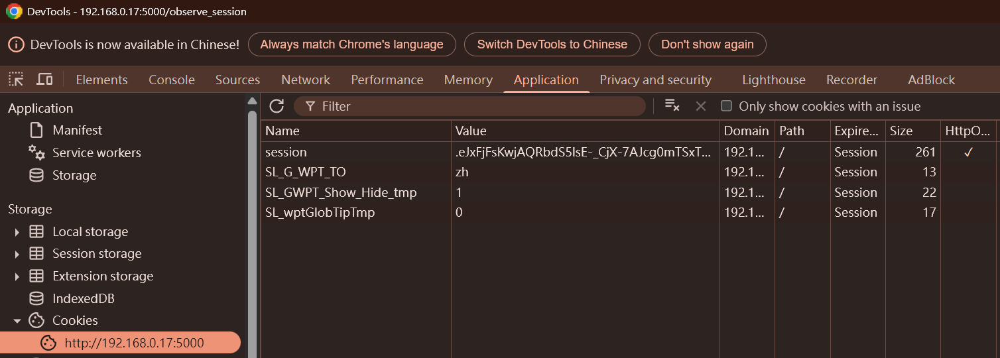 DevTools - 192.168.0.17:5000/observe_session
DevTools is now available in Chinese! Always match Chrome's language Switch DevTools to Chinese Don't show again
Elements Console Sources Network Performance Memory Application Privacy and security Lighthouse Recorder AdBlock
Application
Manifest
Service workers
Storage
Storage
Local storage
Session storage
Extension storage
IndexedDB
Cookies
http://192.168.0.17:5000
Filter Only show cookies with an issue
Name Value Domain Path Expire... Size HttpO...
session .eJxFjFsKwjAQRbdS5IsE-_CjX-7AJcg0mTSxT... 192.1... / Session 261 ✓
SL_G_WPT_TO zh 192.1... / Session 13
SL_GWPT_Show_Hide_tmp 1 192.1... / Session 22
SL_wptGlobTipTmp 0 192.1... / Session 17